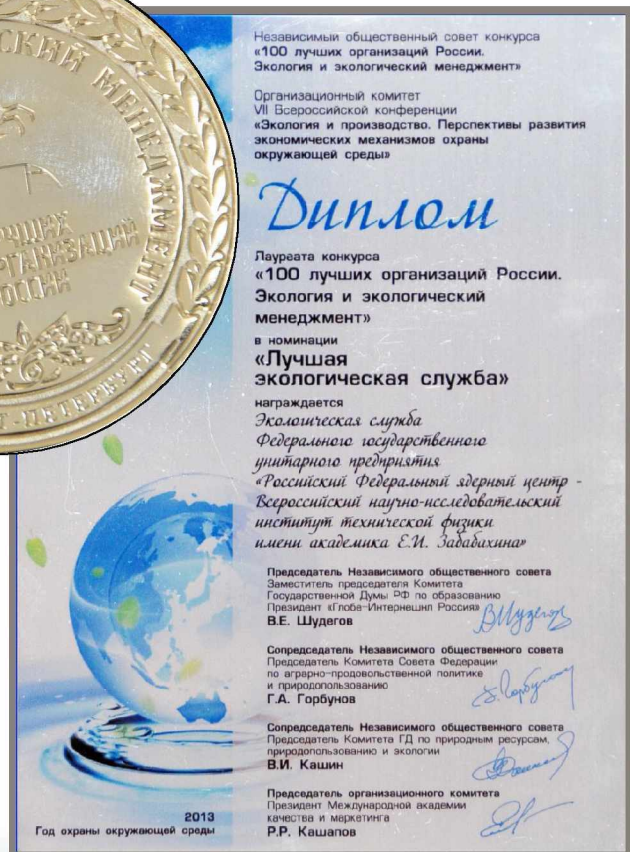 Независимый общественный совет конкурса
«100 лучших организаций России.
Экология и экологический менеджмент»
Организационный комитет
VII Всероссийской конференции
«Экология и производство. Перспективы развития
экономических механизмов охраны
окружающей среды»
Диплом
Лауреата конкурса
«100 лучших организаций России.
Экология и экологический
менеджмент»
в номинации
«Лучшая
экологическая служба»
награждается
Экологическая служба
Федерального государственного
унитарного предприятия
«Российский Федеральный ядерный центр -
Всероссийский научно-исследовательский
институт технической физики
имени академика Е.И. Забабахина»
Председатель Независимого общественного совета
Заместитель председателя Комитета
Государственной Думы РФ по образованию
Президент «Глобе-Интернешнл Россия»
В.Е. Шудегов
Сопредседатель Независимого общественного совета
Председатель Комитета Совета Федерации
по аграрно-продовольственной политике
и природопользованию
Г.А. Горбунов
Сопредседатель Независимого общественного совета
Председатель Комитета ГД по природным ресурсам,
природопользованию и экологии
В.И. Кашин
Председатель организационного комитета
Президент Международной академии
качества и маркетинга
Р.Р. Кашапов
2013
Год охраны окружающей среды
МЕНЕДЖМЕНТ
РОССИИ